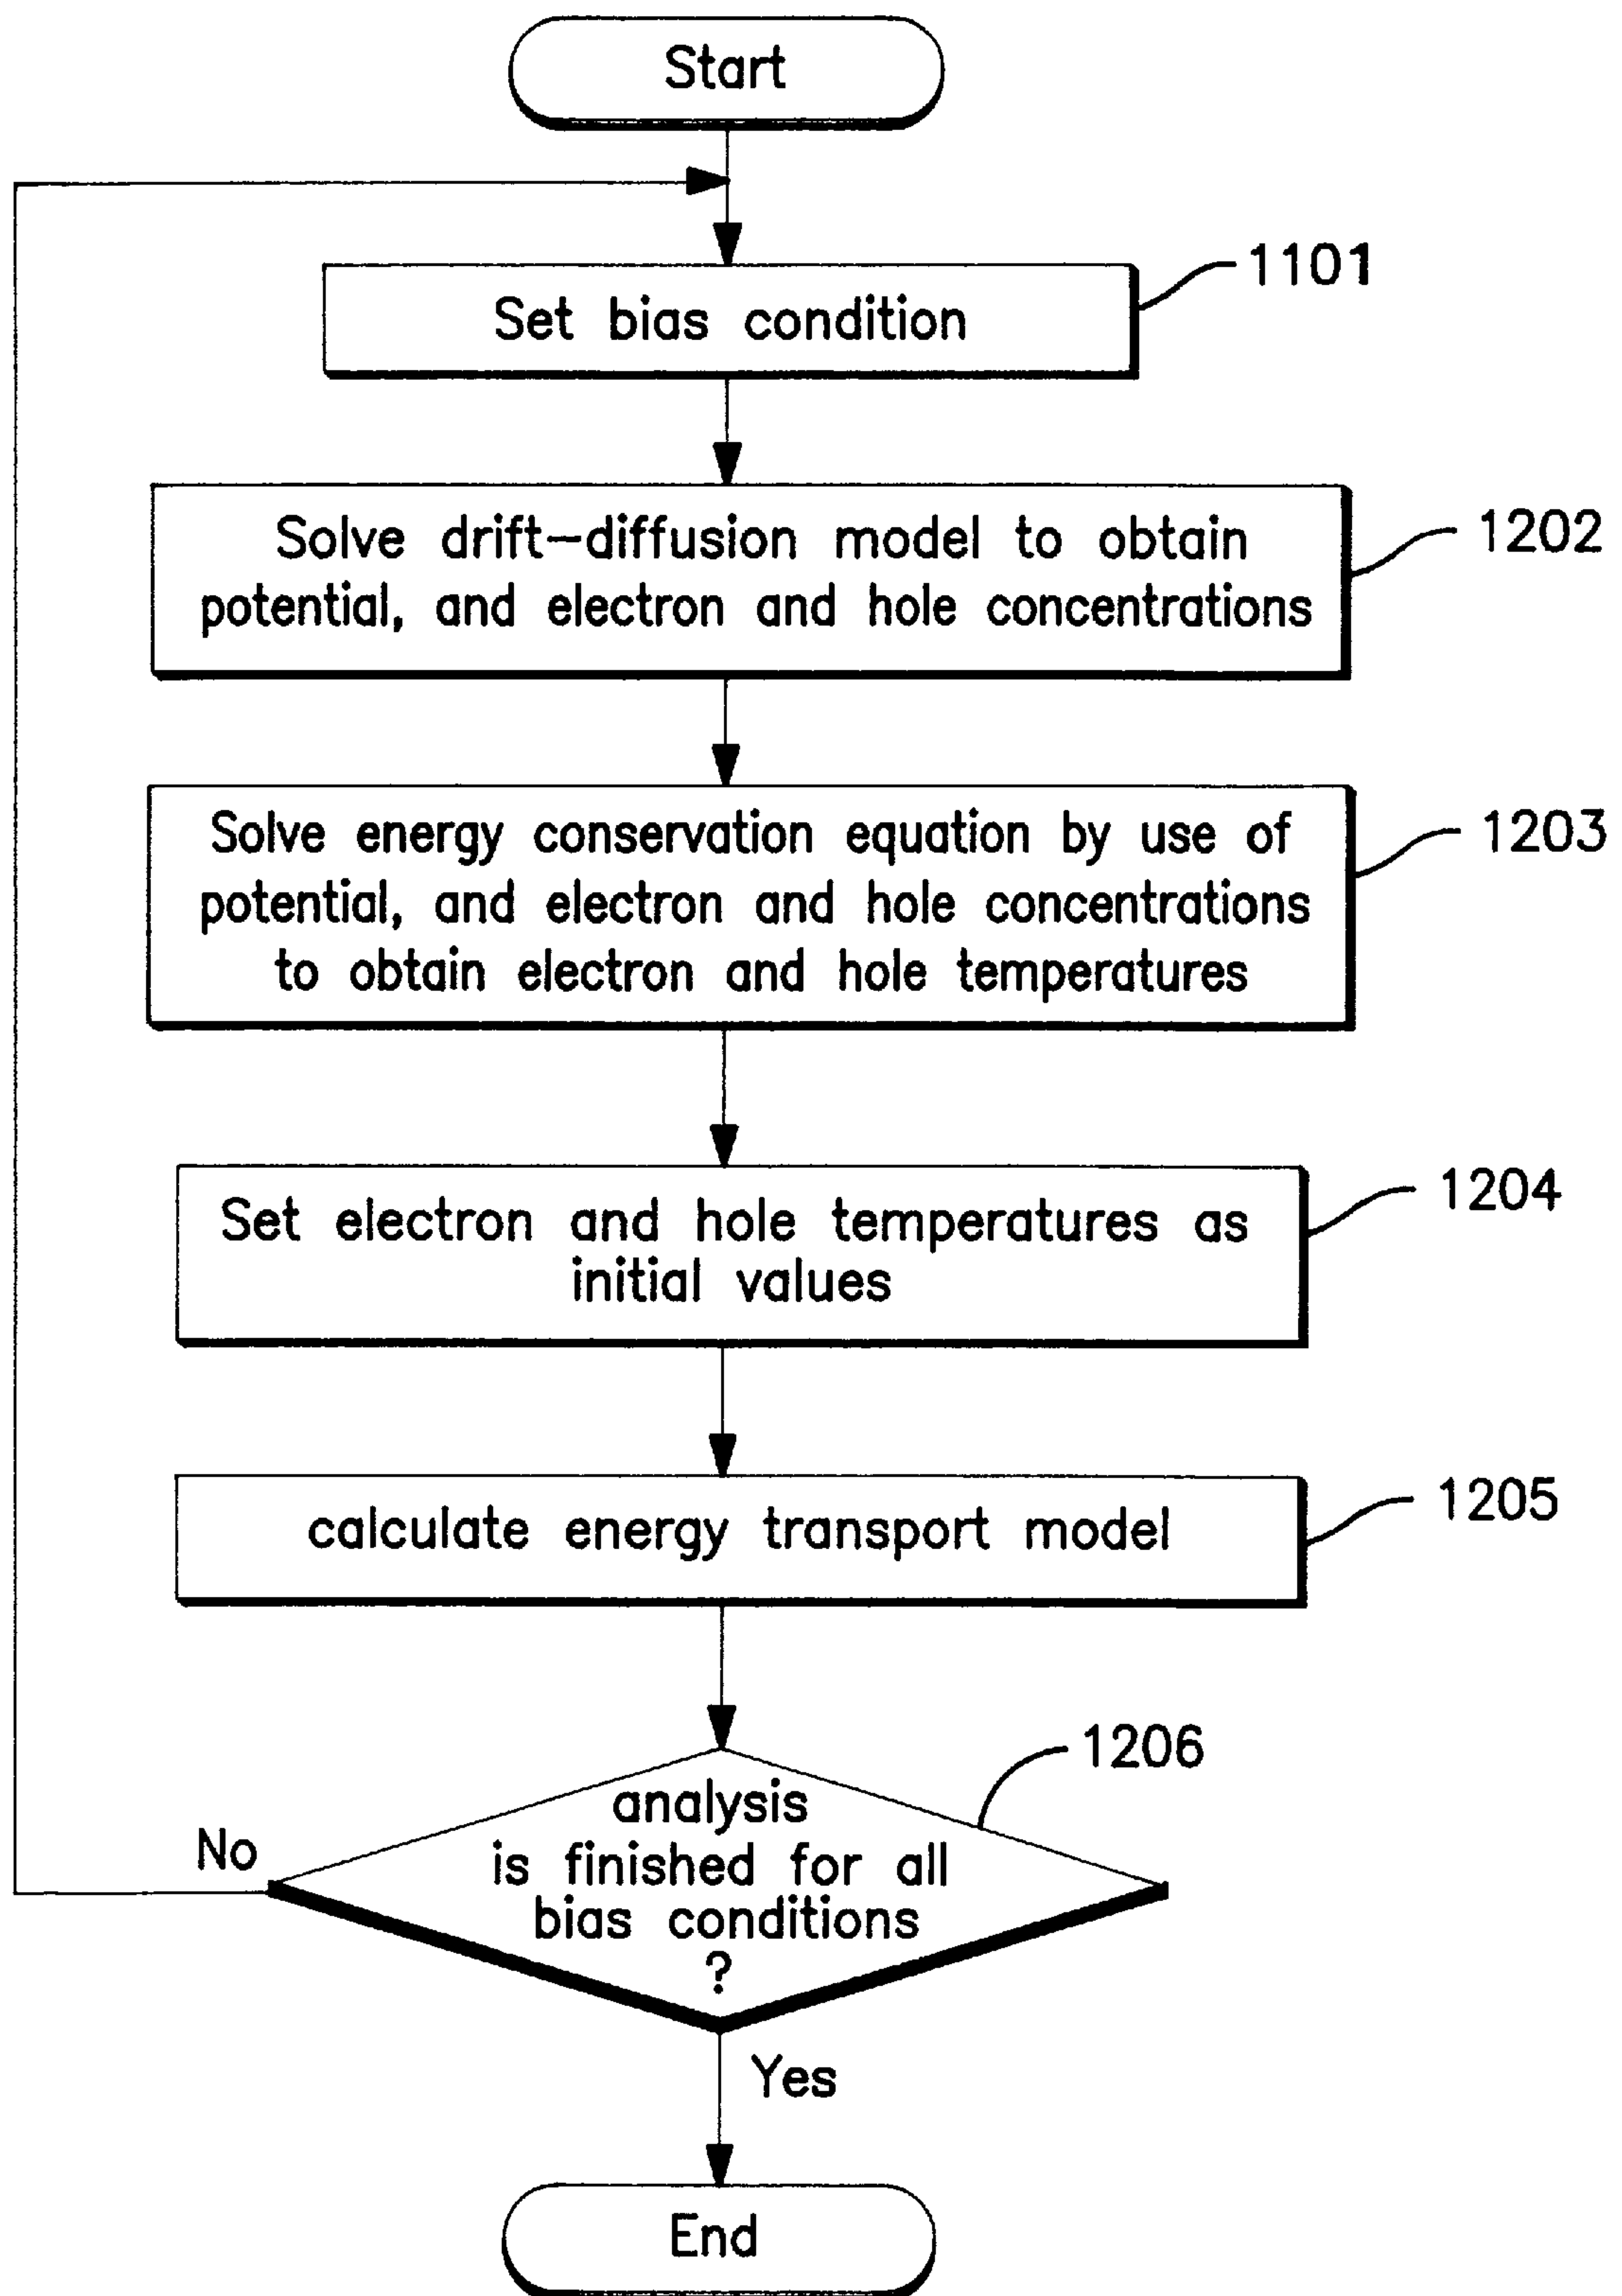 Start
1101
Set bias condition
1202
Solve drift-diffusion model to obtain
potential, and electron and hole concentrations
1203
Solve energy conservation equation by use of
potential, and electron and hole concentrations
to obtain electron and hole temperatures
1204
Set electron and hole temperatures as
initial values
1205
calculate energy transport model
1206
analysis
is finished for all
bias conditions
?
No
Yes
End